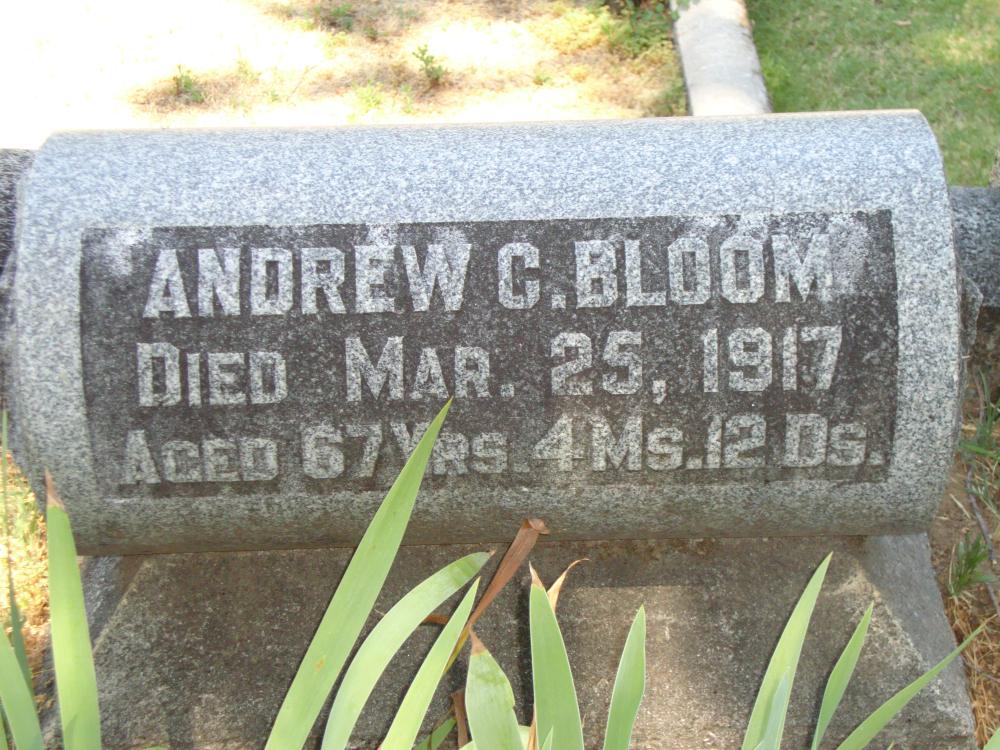 ANDREW C. BLOOM
DIED MAR. 25, 1917
AGED 67 YRS. 4 MS. 12 DS.